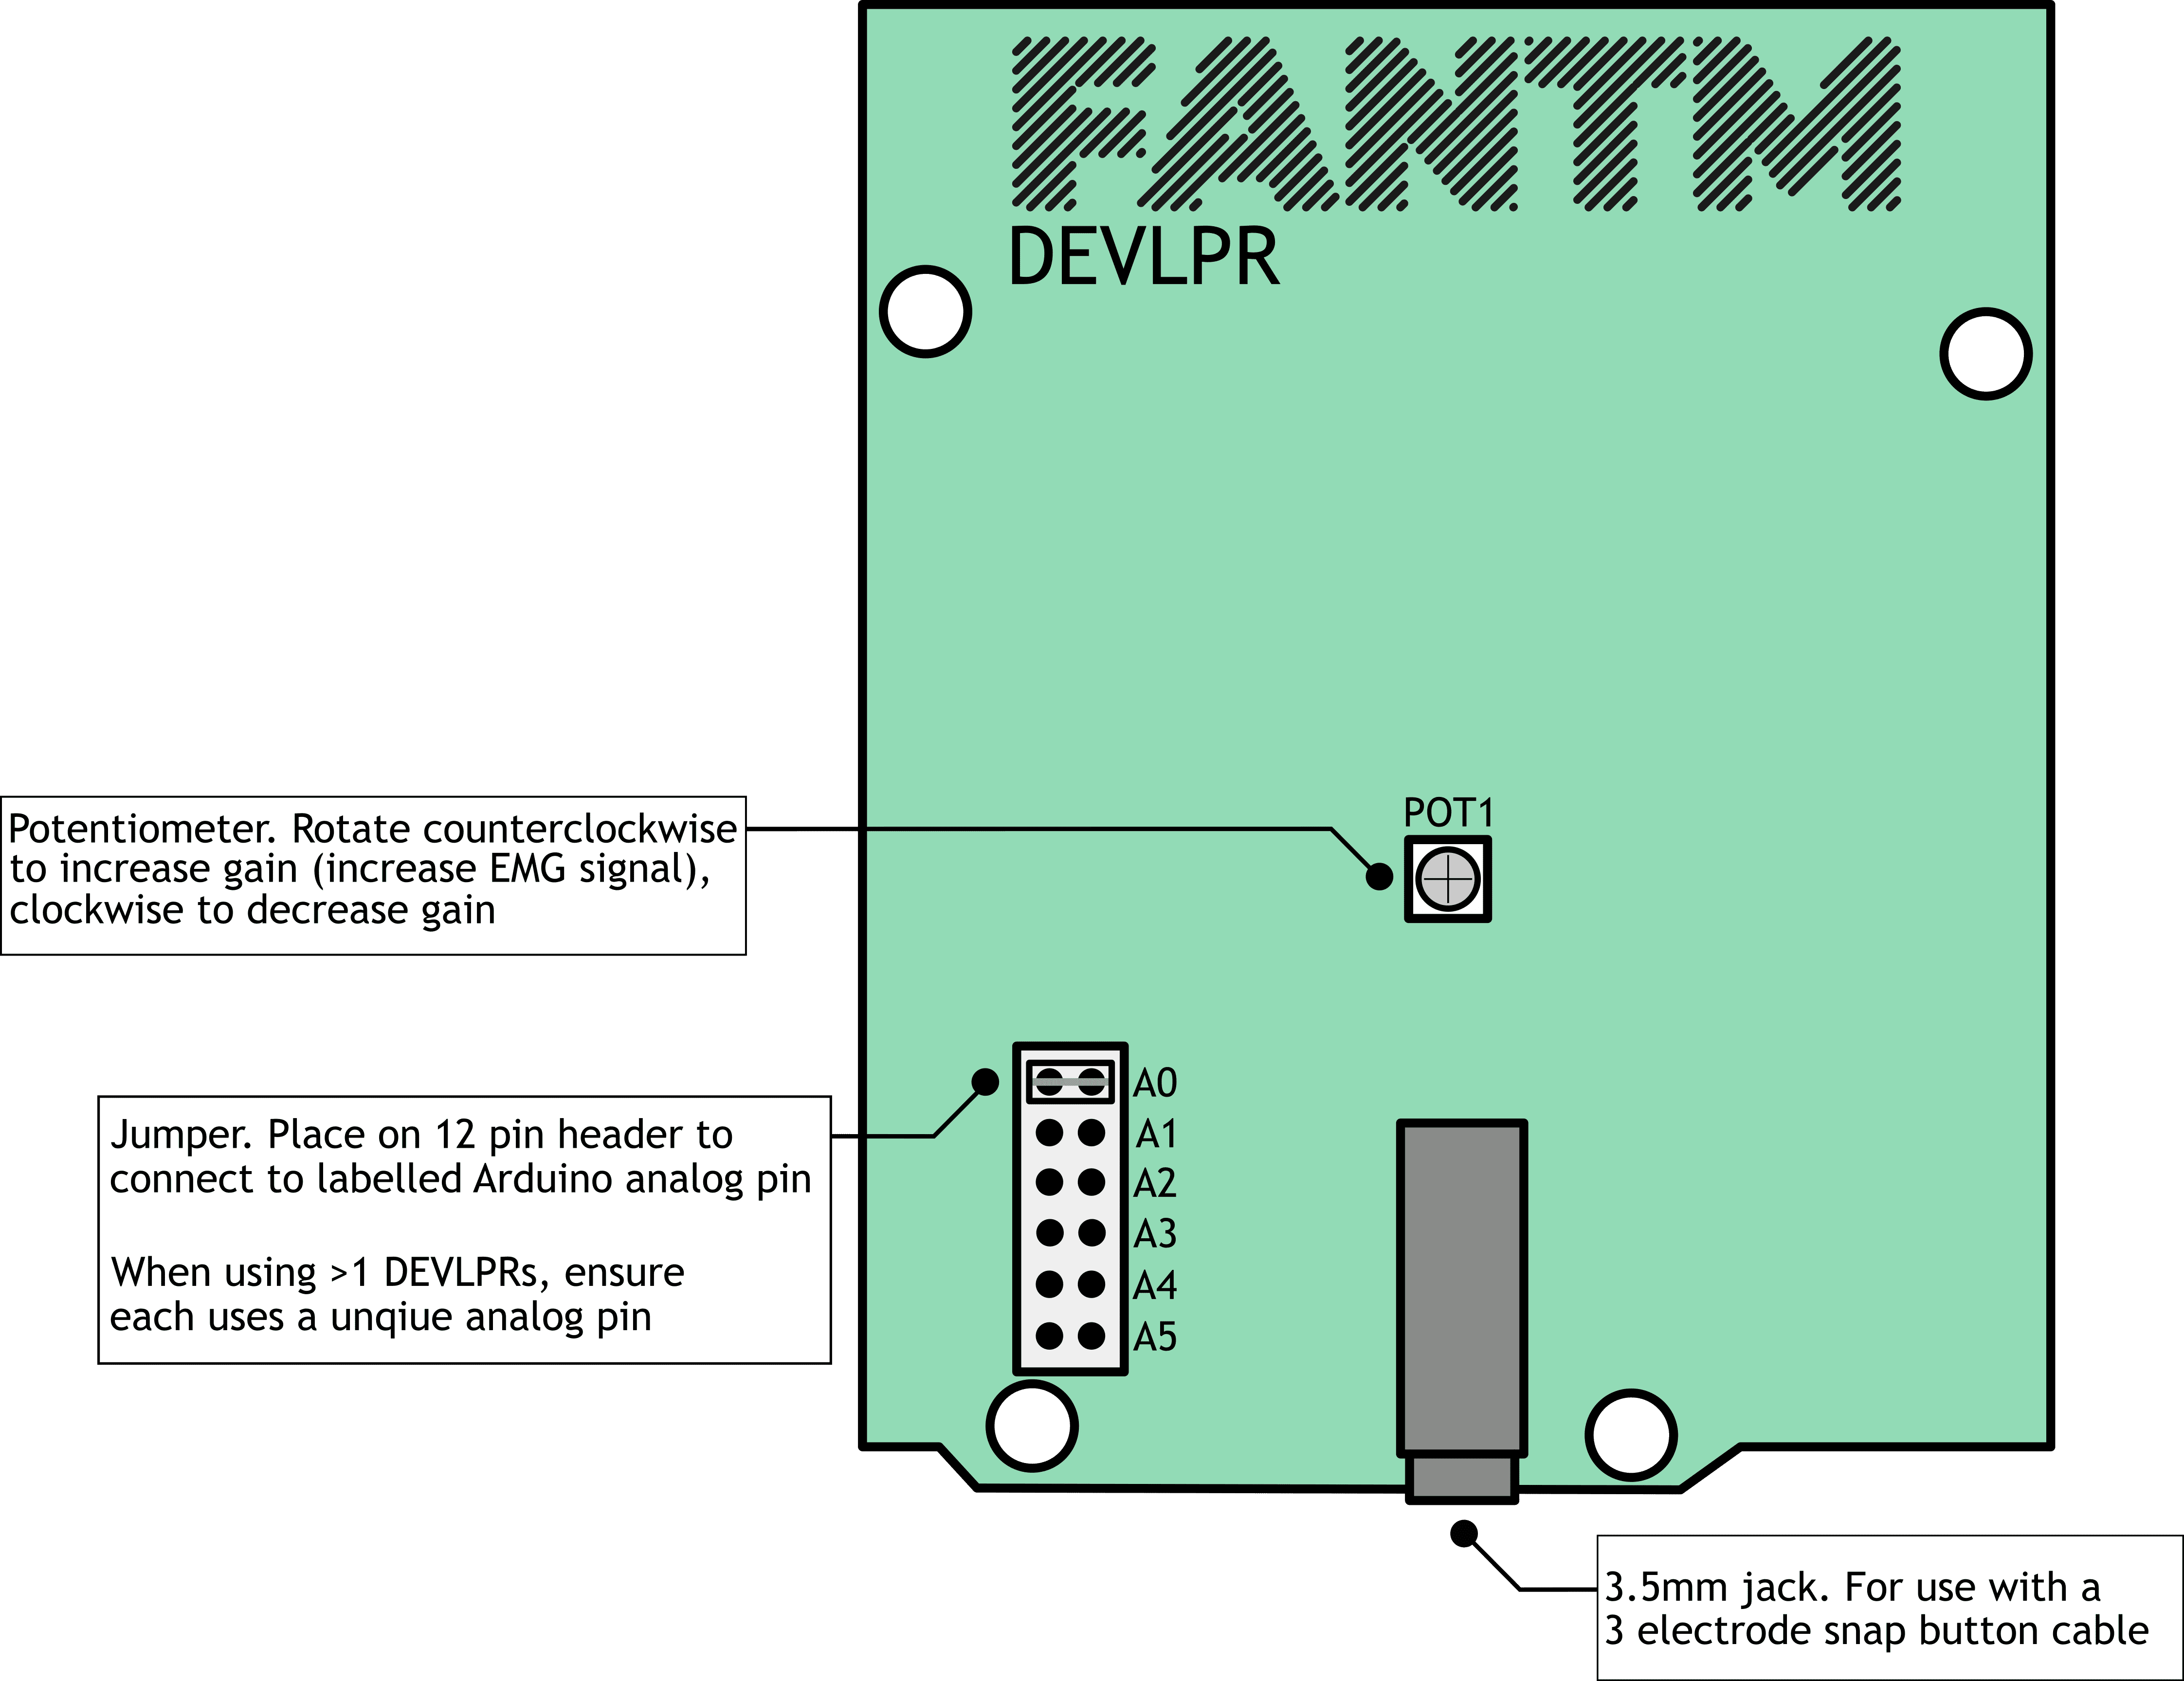 FANTM
DEVLPR
Potentiometer. Rotate counterclockwise
to increase gain (increase EMG signal),
clockwise to decrease gain
POT1
Jumper. Place on 12 pin header to
connect to labelled Arduino analog pin
When using >1 DEVLPRs, ensure
each uses a unqiue analog pin
A0
A1
A2
A3
A4
A5
3.5mm jack. For use with a
3 electrode snap button cable